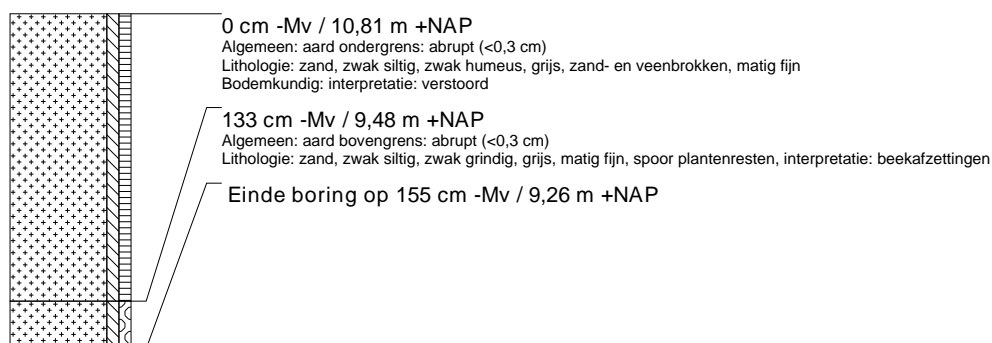 0 cm -Mv / 10,81 m +NAP
Algemeen: aard ondergrens: abrupt (<0,3 cm)
Lithologie: zand, zwak siltig, zwak humeus, grijs, zand- en veenbrokken, matig fijn
Bodemkundig: interpretatie: verstoord
133 cm -Mv / 9,48 m +NAP
Algemeen: aard bovengrens: abrupt (<0,3 cm)
Lithologie: zand, zwak siltig, zwak grindig, grijs, matig fijn, spoor plantenresten, interpretatie: beekafzettingen
Einde boring op 155 cm -Mv / 9,26 m +NAP